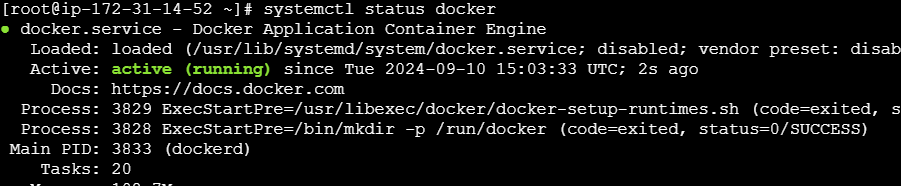 [root@ip-172-31-14-52 ~]# systemctl status docker
● docker.service - Docker Application Container Engine
Loaded: loaded (/usr/lib/systemd/system/docker.service; disabled; vendor preset: disab
Active: active (running) since Tue 2024-09-10 15:03:33 UTC; 2s ago
Docs: https://docs.docker.com
Process: 3829 ExecStartPre=/usr/libexec/docker/docker-setup-runtimes.sh (code=exited, s
Process: 3828 ExecStartPre=/bin/mkdir -p /run/docker (code=exited, status=0/SUCCESS)
Main PID: 3833 (dockerd)
Tasks: 20